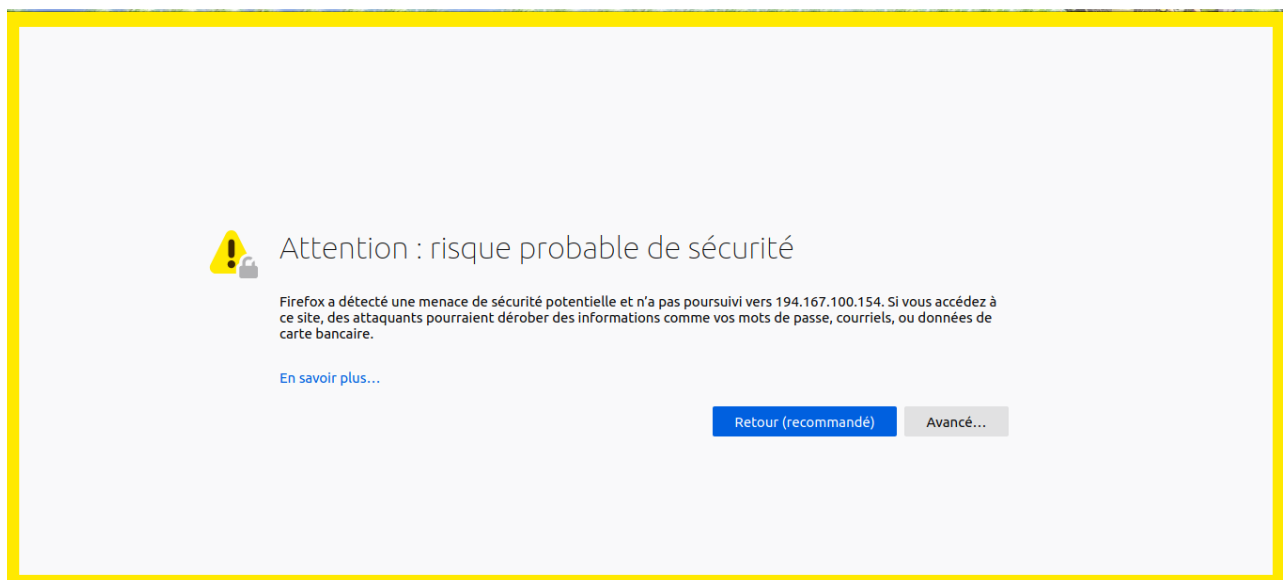 Attention : risque probable de sécurité
Firefox a détecté une menace de sécurité potentielle et n'a pas poursuivi vers 194.167.100.154. Si vous accédez à
ce site, des attaquants pourraient dérober des informations comme vos mots de passe, courriels, ou données de
carte bancaire.
En savoir plus…
Retour (recommandé) Avancé…